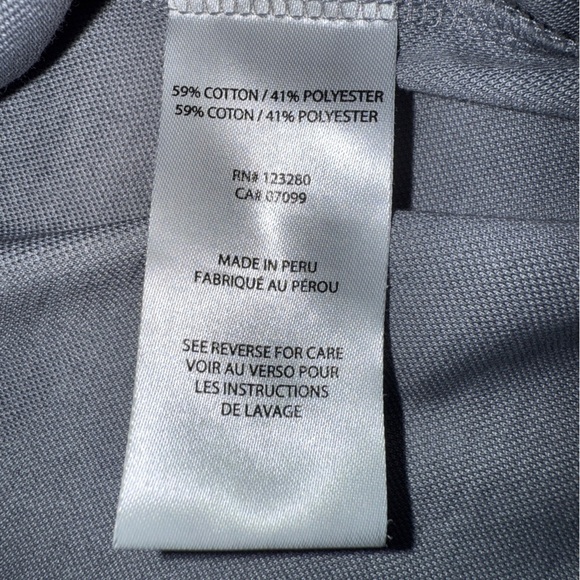 59% COTTON / 41% POLYESTER
59% COTON / 41% POLYESTER
RN# 123280
CA# 07099
MADE IN PERU
FABRIQUÉ AU PÉROU
SEE REVERSE FOR CARE
VOIR AU VERSO POUR
LES INSTRUCTIONS
DE LAVAGE